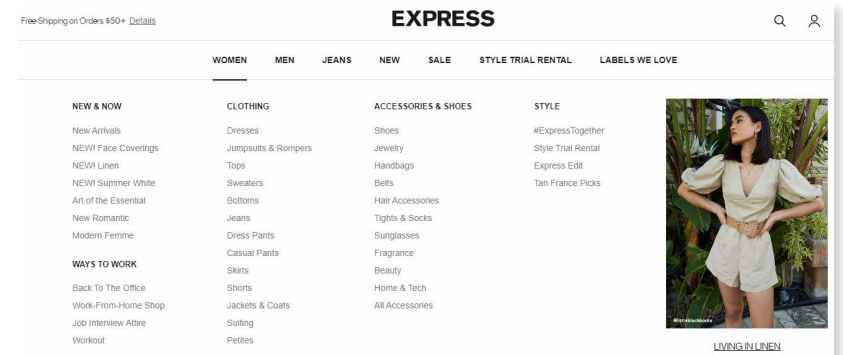 Free Shipping on Orders $50+ Details
EXPRESS
WOMEN MEN JEANS NEW SALE STYLE TRIAL RENTAL LABELS WE LOVE
NEW & NOW
New Arrivals
NEW! Face Coverings
NEW! Linen
NEW! Summer White
Art of the Essential
New Romantic
Modern Femme
WAYS TO WORK
Back To The Office
Work-From-Home Shop
Job Interview Attire
Workout
CLOTHING
Dresses
Jumpsuits & Rompers
Tops
Sweaters
Bottoms
Jeans
Dress Pants
Casual Pants
Skirts
Shorts
Jackets & Coats
Suiting
Petites
ACCESSORIES & SHOES
Shoes
Jewelry
Handbags
Belts
Hair Accessories
Tights & Socks
Sunglasses
Fragrance
Beauty
Home & Tech
All Accessories
STYLE
#ExpressTogether
Style Trial Rental
Express Edit
Tan France Picks
LIVING IN LINEN